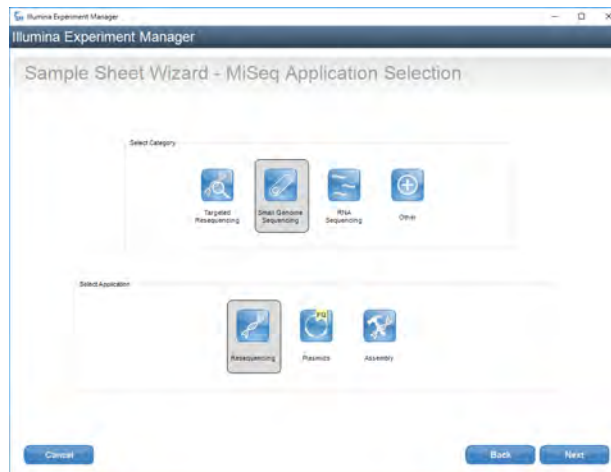 Illumina Experiment Manager
Illumina Experiment Manager
Sample Sheet Wizard - MiSeq Application Selection
Select Category
Targeted
Resequencing
Small Genome
Sequencing
RNA
Sequencing
Other
Select Application
FQ
Resequencing
Plasmids
Assembly
Cancel
Back
Next